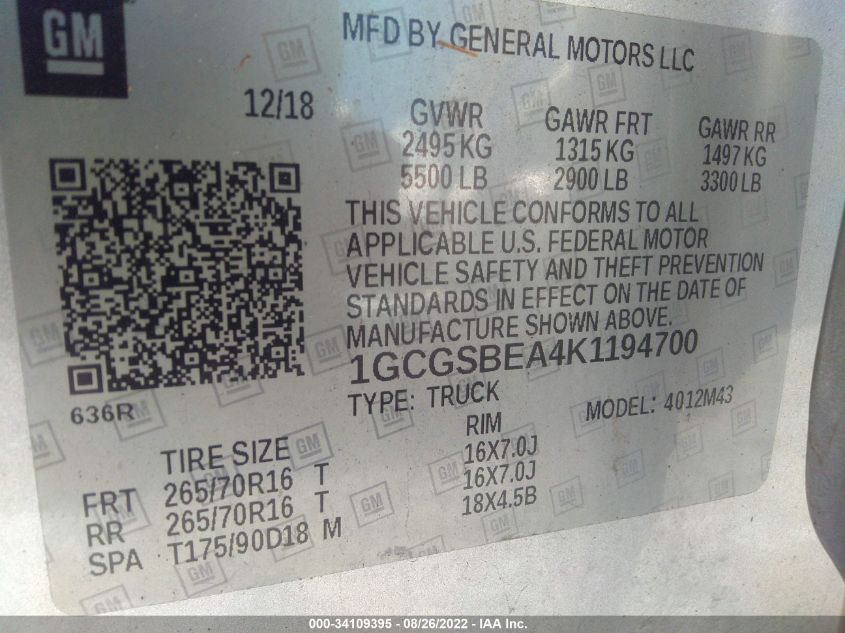 GM
MFD BY GENERAL MOTORS LLC
12/18
GVWR GAWR FRT GAWR RR
2495 KG 1315 KG 1497 KG
5500 LB 2900 LB 3300 LB
THIS VEHICLE CONFORMS TO ALL
APPLICABLE U.S. FEDERAL MOTOR
VEHICLE SAFETY AND THEFT PREVENTION
STANDARDS IN EFFECT ON THE DATE OF
MANUFACTURE SHOWN ABOVE.
1GCGSBEA4K1194700
636R
TYPE: TRUCK MODEL: 4012M43
TIRE SIZE RIM
FRT 265/70R16 T 16X7.0J
RR 265/70R16 T 16X7.0J
SPA T175/90D18 M 18X4.5B
000-34109395 - 08/26/2022 - IAA Inc.